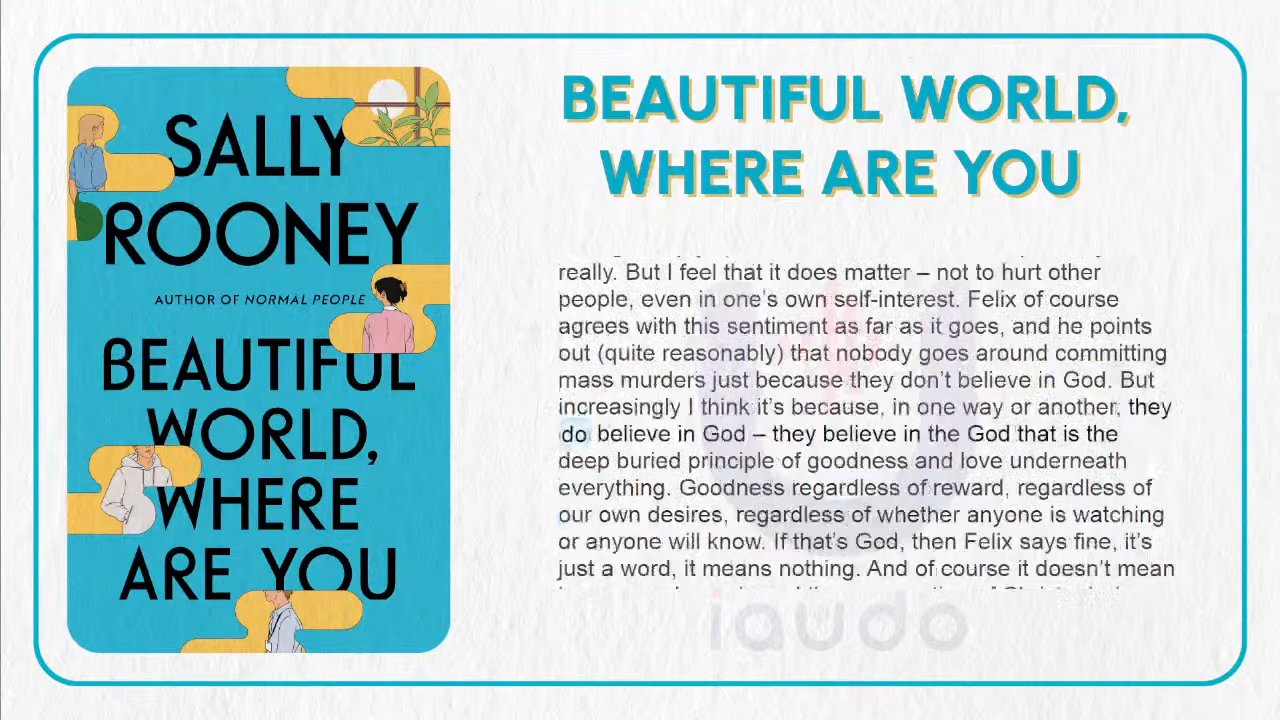 SALLY
ROONEY
AUTHOR OF NORMAL PEOPLE
BEAUTIFUL
WORLD,
WHERE
ARE YOU
BEAUTIFUL WORLD,
WHERE ARE YOU
really. But I feel that it does matter – not to hurt other
people, even in one’s own self-interest. Felix of course
agrees with this sentiment as far as it goes, and he points
out (quite reasonably) that nobody goes around committing
mass murders just because they don’t believe in God. But
increasingly I think it’s because, in one way or another, they
do believe in God – they believe in the God that is the
deep buried principle of goodness and love underneath
everything. Goodness regardless of reward, regardless of
our own desires, regardless of whether anyone is watching
or anyone will know. If that’s God, then Felix says fine, it’s
just a word, it means nothing. And of course it doesn’t mean
iaudo